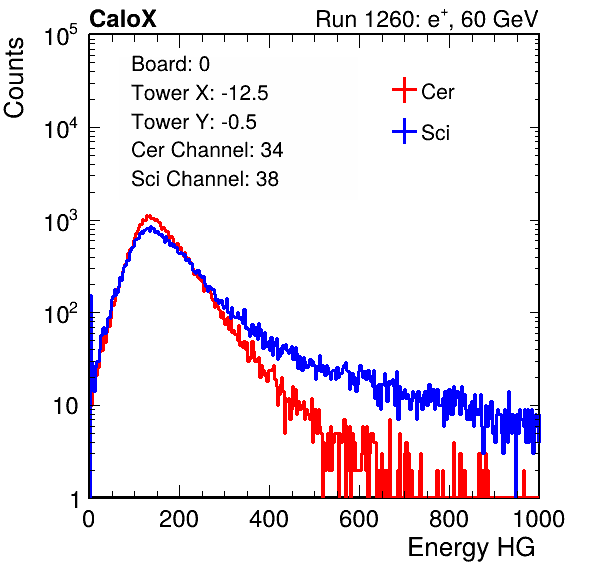 CaloX Run 1260: e⁺, 60 GeV
Counts
10⁵
10⁴
10³
10²
10
1
Board: 0
Tower X: -12.5
Tower Y: -0.5
Cer Channel: 34
Sci Channel: 38
Cer
Sci
0 200 400 600 800 1000
Energy HG